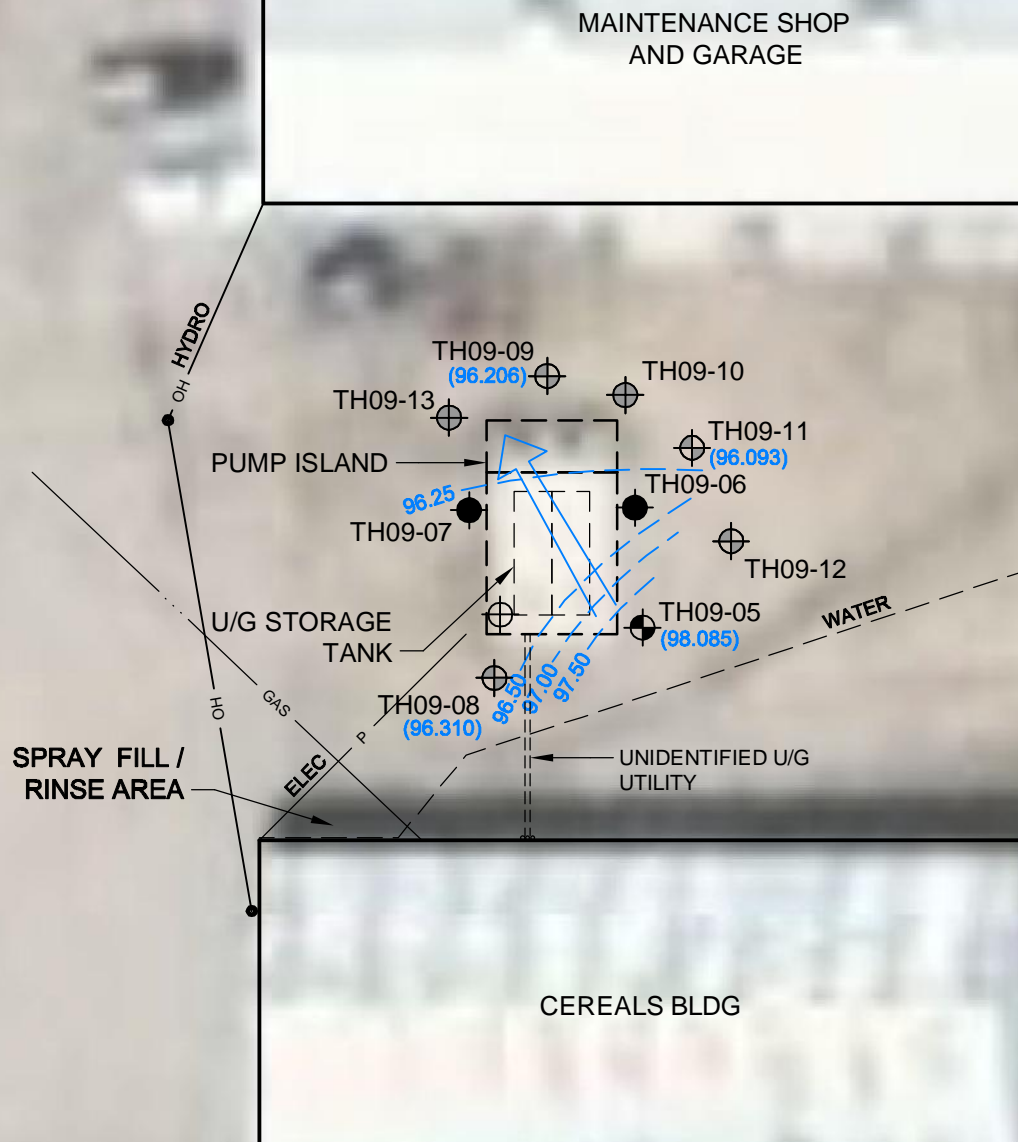 MAINTENANCE SHOP
AND GARAGE
OH
HYDRO
TH09-09
(96.206)
TH09-10
TH09-13
TH09-11
(96.093)
PUMP ISLAND
96.25
TH09-06
TH09-07
TH09-12
U/G STORAGE
TANK
TH09-05
(98.085)
WATER
96.50
97.00
97.50
TH09-08
(96.310)
OH
GAS
P
ELEC
SPRAY FILL /
RINSE AREA
UNIDENTIFIED U/G
UTILITY
CEREALS BLDG